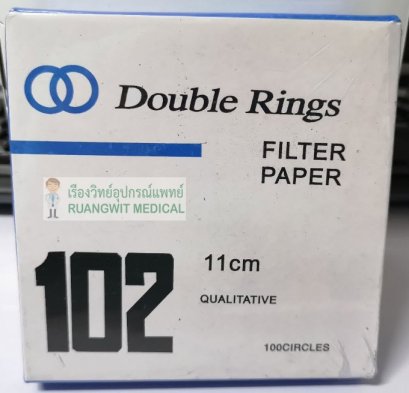 Double Rings
FILTER
PAPER
เรืองวิทย์อุปกรณ์แพทย์
RUANGWIT MEDICAL
102
11cm
QUALITATIVE
100CIRCLES